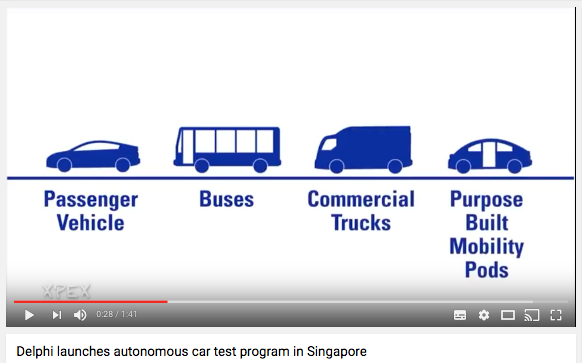 Passenger
Vehicle
Buses
Commercial
Trucks
Purpose
Built
Mobility
Pods
XPEX
0:28 / 1:41
Delphi launches autonomous car test program in Singapore